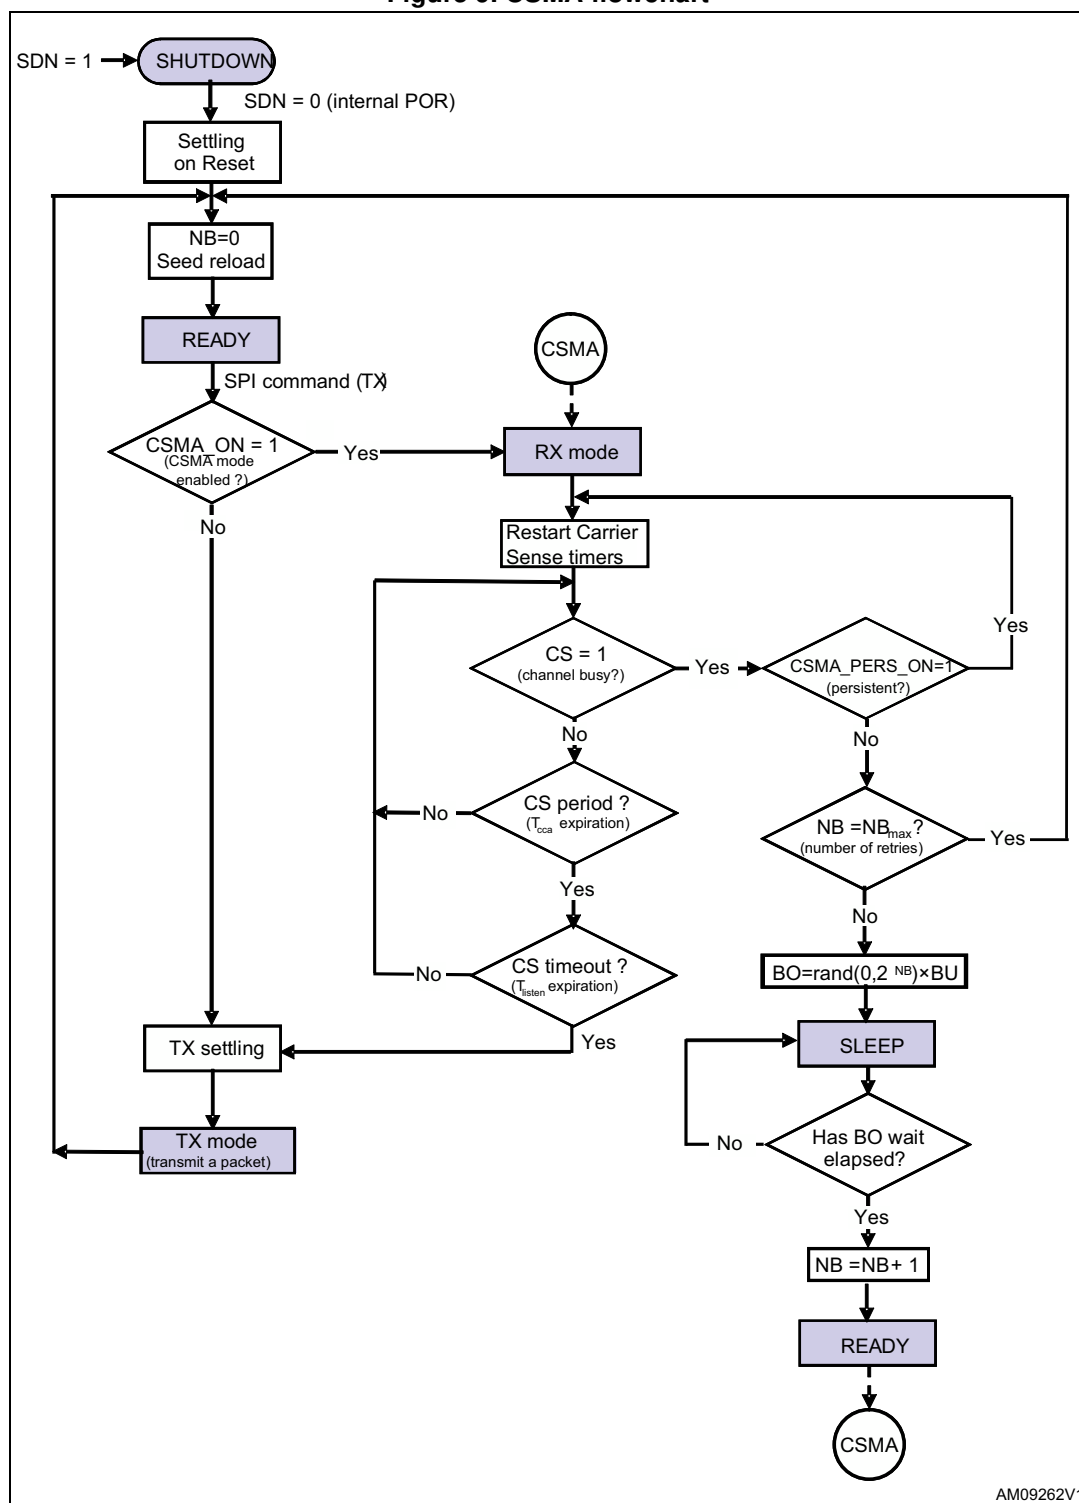 SDN = 1
SHUTDOWN
SDN = 0 (internal POR)
Settling
on Reset
NB=0
Seed reload
READY
SPI command (TX)
CSMA_ON = 1
(CSMA mode
enabled ?)
Yes
No
CSMA
RX mode
Restart Carrier
Sense timers
CS = 1
(channel busy?)
Yes
CSMA_PERS_ON=1
(persistent?)
Yes
No
No
CS period ?
(Tcca expiration)
No
Yes
NB =NBmax?
(number of retries)
Yes
No
CS timeout ?
(Tlisten expiration)
No
Yes
BO=rand(0,2 NB)×BU
SLEEP
TX settling
TX mode
(transmit a packet)
Has BO wait
elapsed?
No
Yes
NB =NB+ 1
READY
CSMA